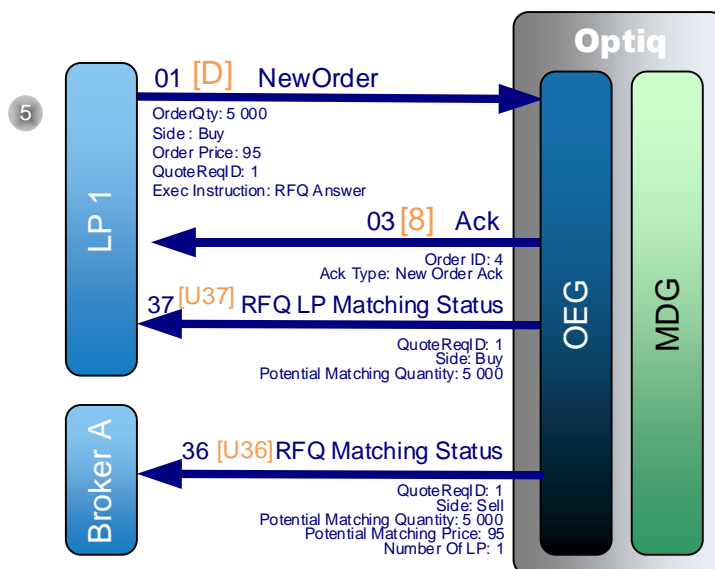 Optiq
5
01 [D] NewOrder
OrderQty: 5 000
Side : Buy
Order Price: 95
QuoteReqID: 1
Exec Instruction: RFQ Answer
LP 1
03 [8] Ack
Order ID: 4
Ack Type: New Order Ack
37 [U37] RFQ LP Matching Status
QuoteReqID: 1
Side: Buy
Potential Matching Quantity: 5 000
OEG
MDG
Broker A
36 [U36] RFQ Matching Status
QuoteReqID: 1
Side: Sell
Potential Matching Quantity: 5 000
Potential Matching Price: 95
Number Of LP: 1